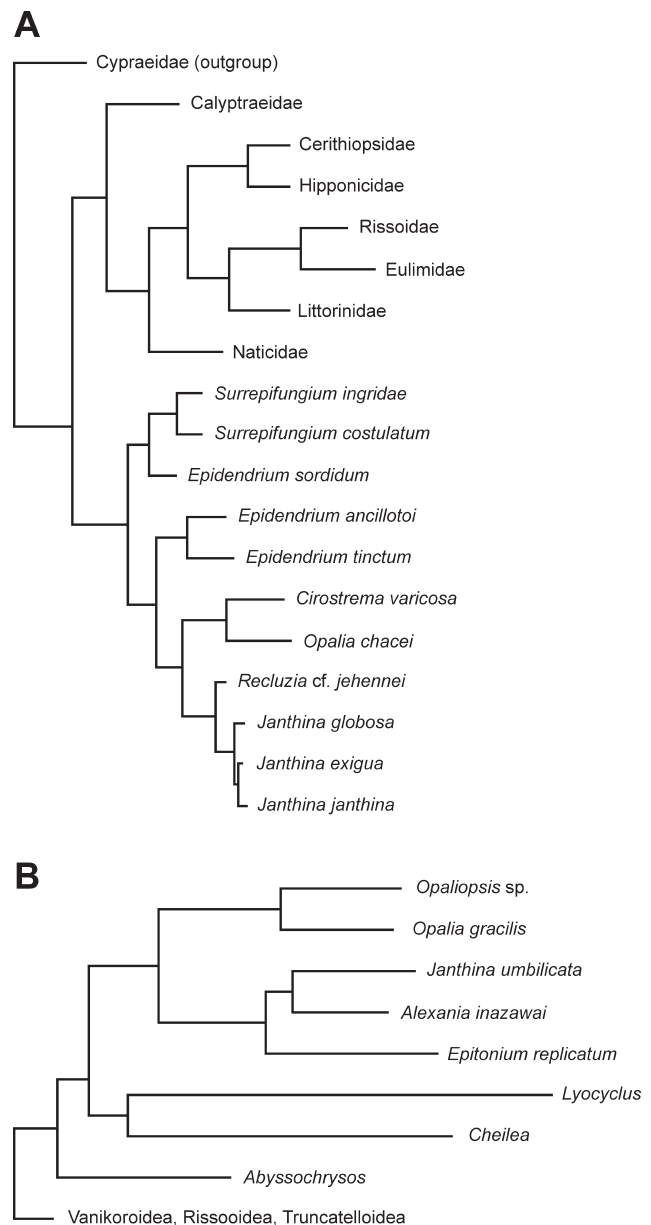 A
Cypraeidae (outgroup)
Calyptraeidae
Cerithiopsidae
Hipponicidae
Rissoidae
Eulimidae
Littorinidae
Naticidae
Surrepifungium ingridae
Surrepifungium costulatum
Epidendrium sordidum
Epidendrium ancillotoi
Epidendrium tinctum
Cirostrema varicosa
Opalia chacei
Recluzia cf. jehennei
Janthina globosa
Janthina exigua
Janthina janthina
B
Opaliopsis sp.
Opalia gracilis
Janthina umbilicata
Alexania inazawai
Epitonium replicatum
Lyocyclus
Cheilea
Abyssochrysos
Vanikoroidea, Rissooidea, Truncatelloidea